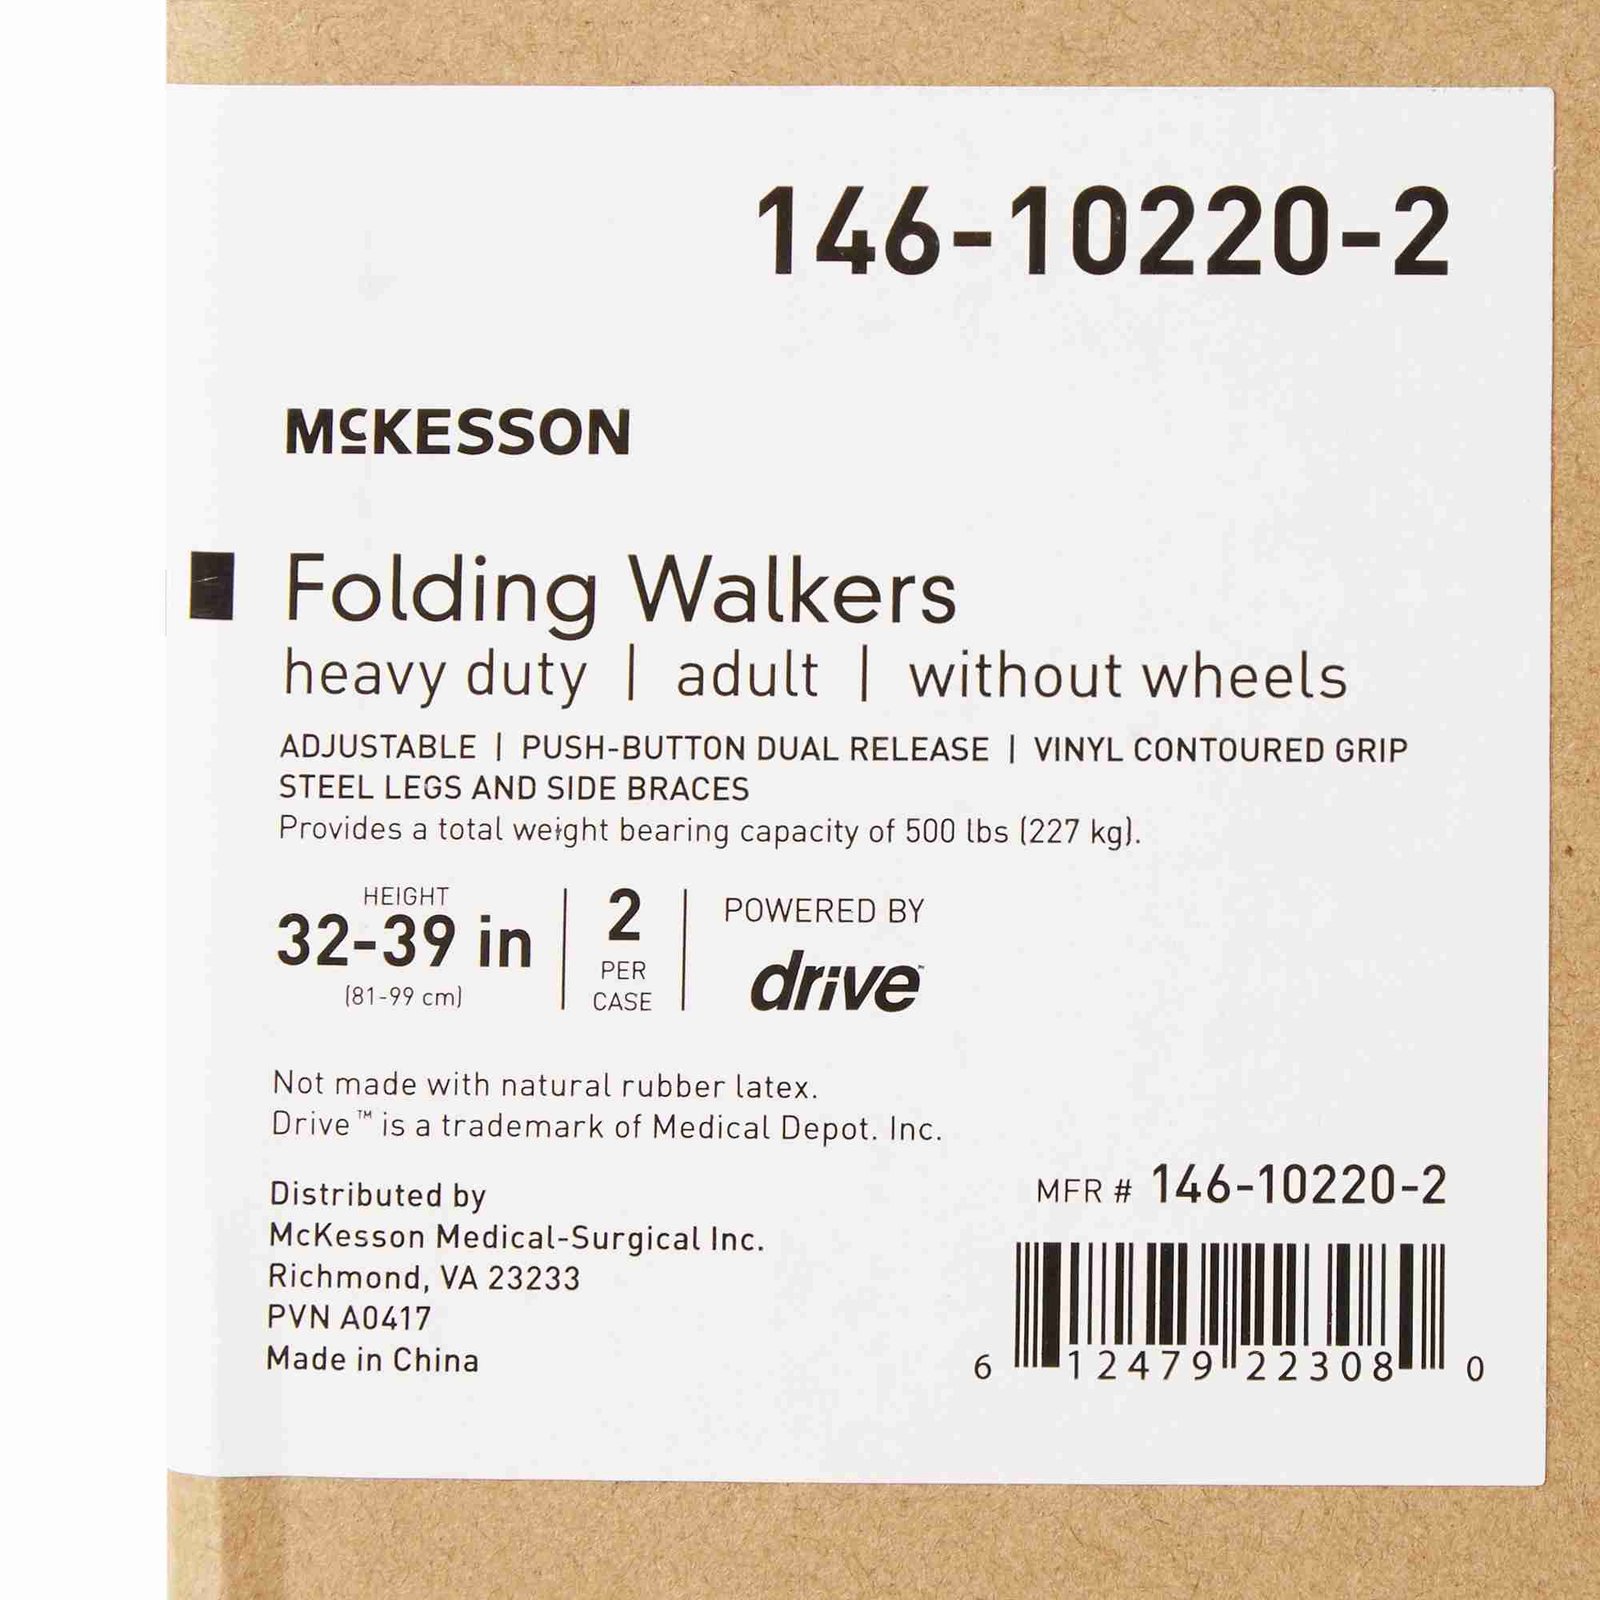 146-10220-2
McKESSON
Folding Walkers
heavy duty | adult | without wheels
ADJUSTABLE | PUSH-BUTTON DUAL RELEASE | VINYL CONTOURED GRIP
STEEL LEGS AND SIDE BRACES
Provides a total weight bearing capacity of 500 lbs (227 kg).
HEIGHT
32-39 in
(81-99 cm)
2
PER
CASE
POWERED BY
drive™
Not made with natural rubber latex.
Drive™ is a trademark of Medical Depot. Inc.
Distributed by
McKesson Medical-Surgical Inc.
Richmond, VA 23233
PVN A0417
Made in China
MFR # 146-10220-2
6 12479 22308 0